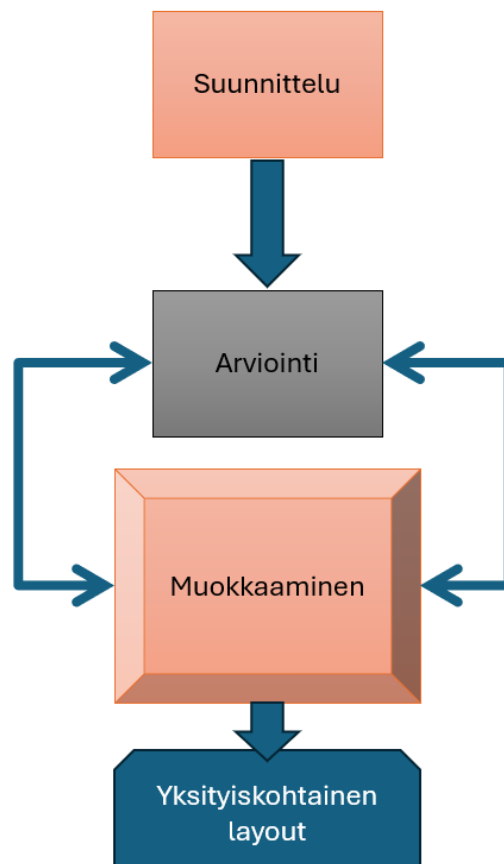 Suunnittelu
Arviointi
Muokkaaminen
Yksityiskohtainen
layout